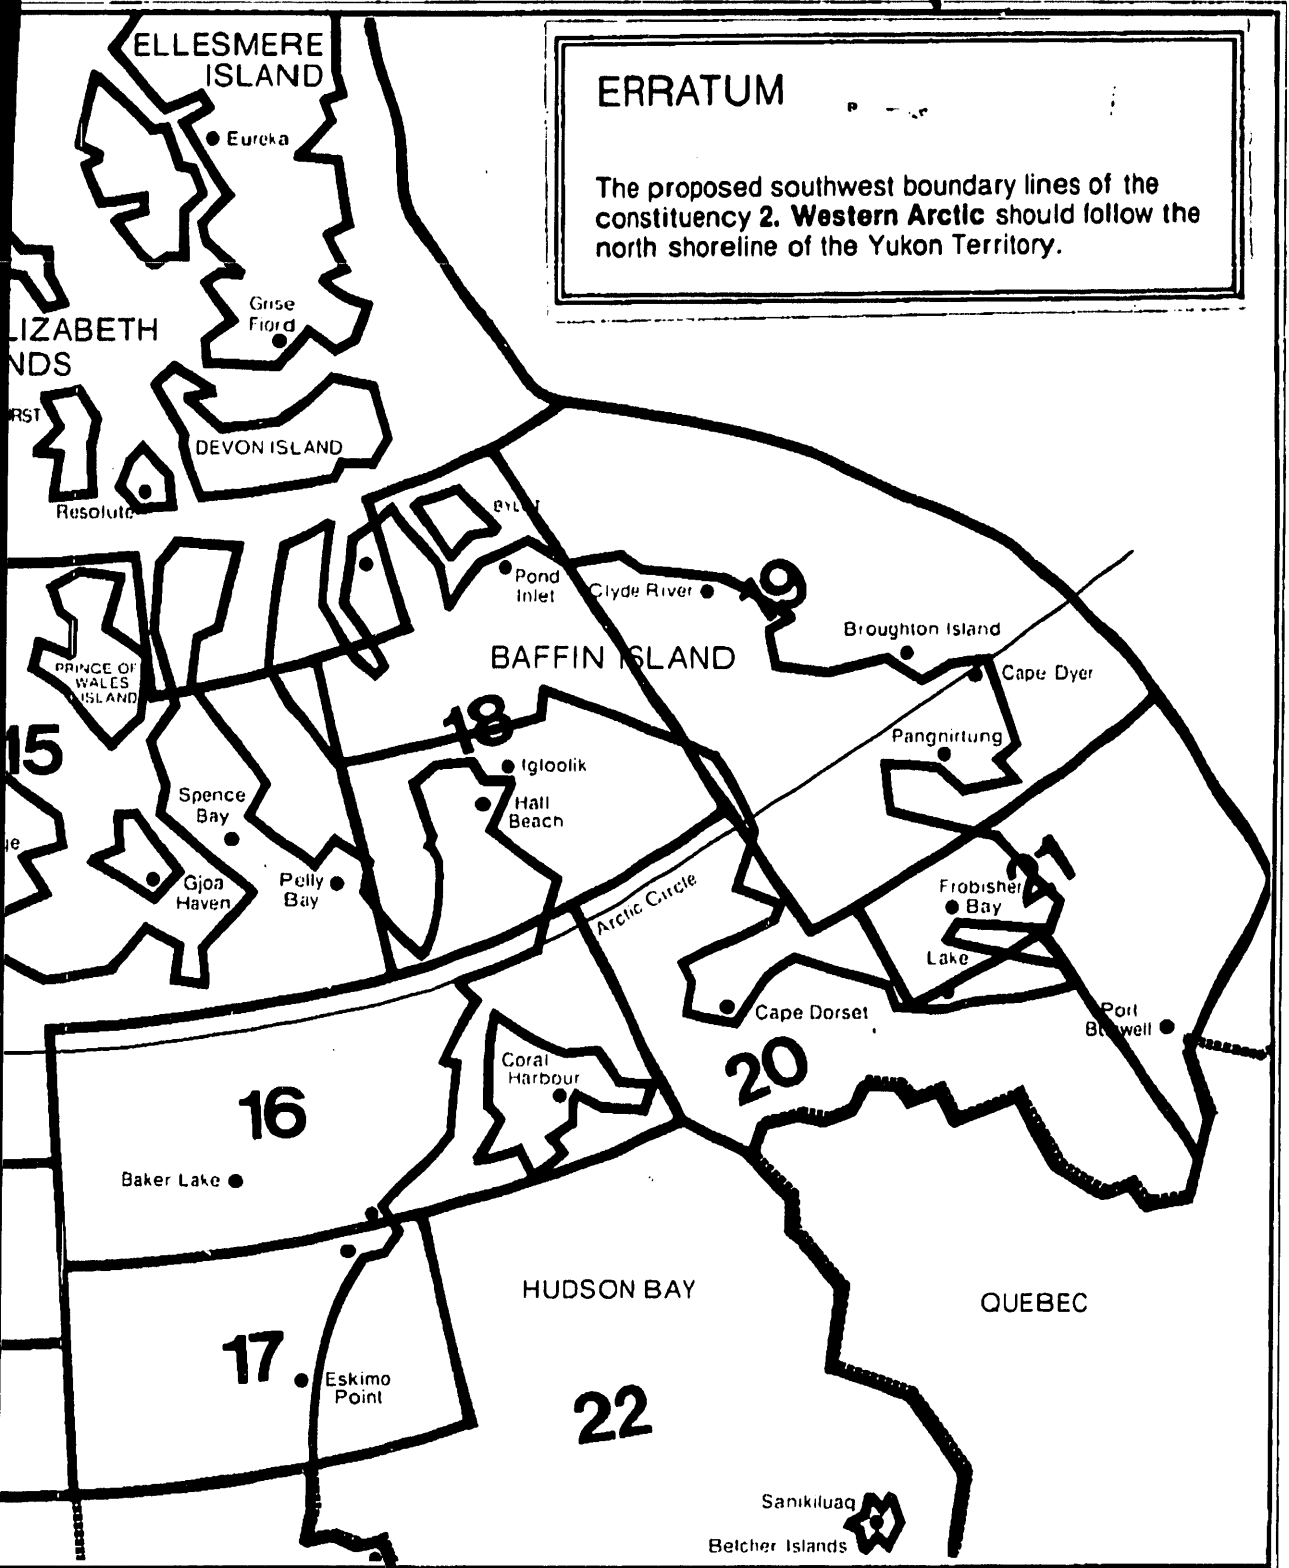 ELLESMERE
ISLAND
Eureka
ERRATUM
The proposed southwest boundary lines of the
constituency 2. Western Arctic should follow the
north shoreline of the Yukon Territory.
Grise
Fiord
LIZABETH
NDS
RST
DEVON ISLAND
Resolute
BYLOT
Pond
Inlet
Clyde River
19
Broughton Island
BAFFIN ISLAND
Cape Dyer
PRINCE OF
WALES
ISLAND
18
Pangnirtung
15
Igloolik
Spence
Bay
Hall
Beach
ge
Gjoa
Haven
Pelly
Bay
21
Frobisher
Bay
Arctic Circle
Lake
Cape Dorset
Port
Burwell
Coral
Harbour
20
16
Baker Lake
HUDSON BAY
QUEBEC
17
Eskimo
Point
22
Sanikiluaq
Belcher Islands